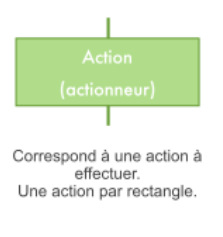 Action
(actionneur)
Correspond à une action à
effectuer.
Une action par rectangle.